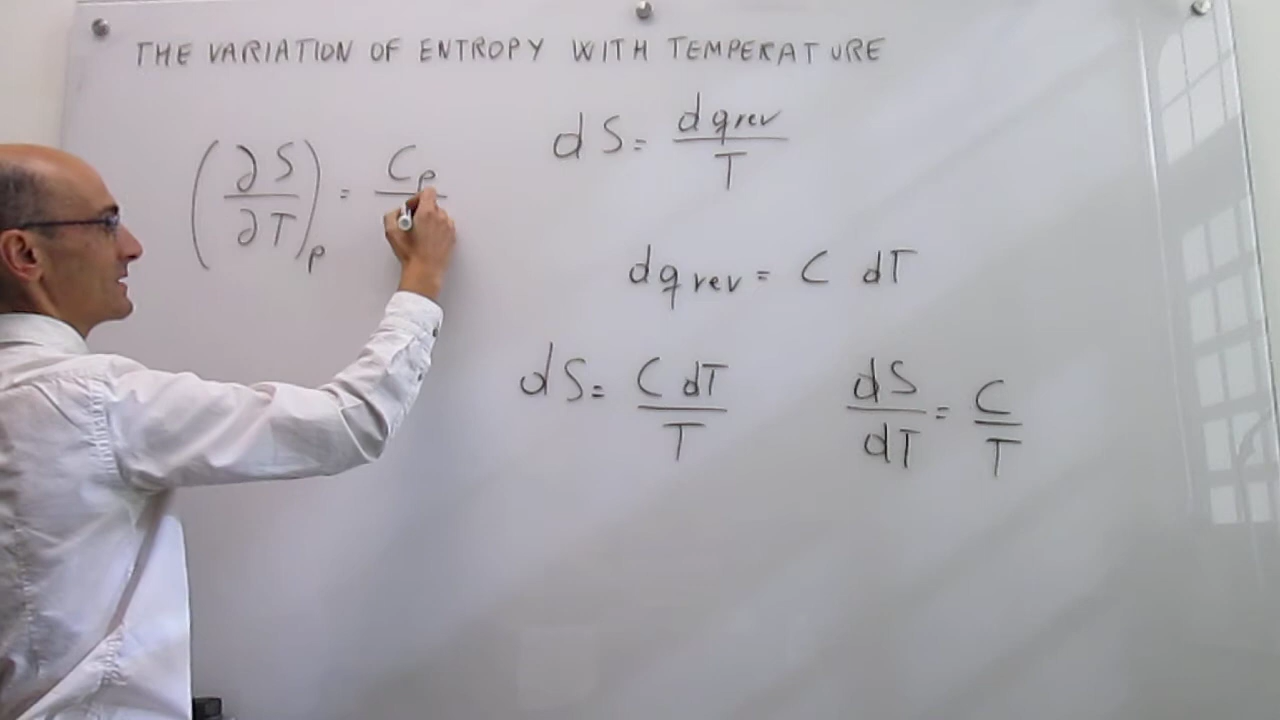 THE VARIATION OF ENTROPY WITH TEMPERATURE
(∂S/∂T)p = Cp
dS = dqrev/T
dqrev = C dT
dS = C dT/T
dS/dT = C/T